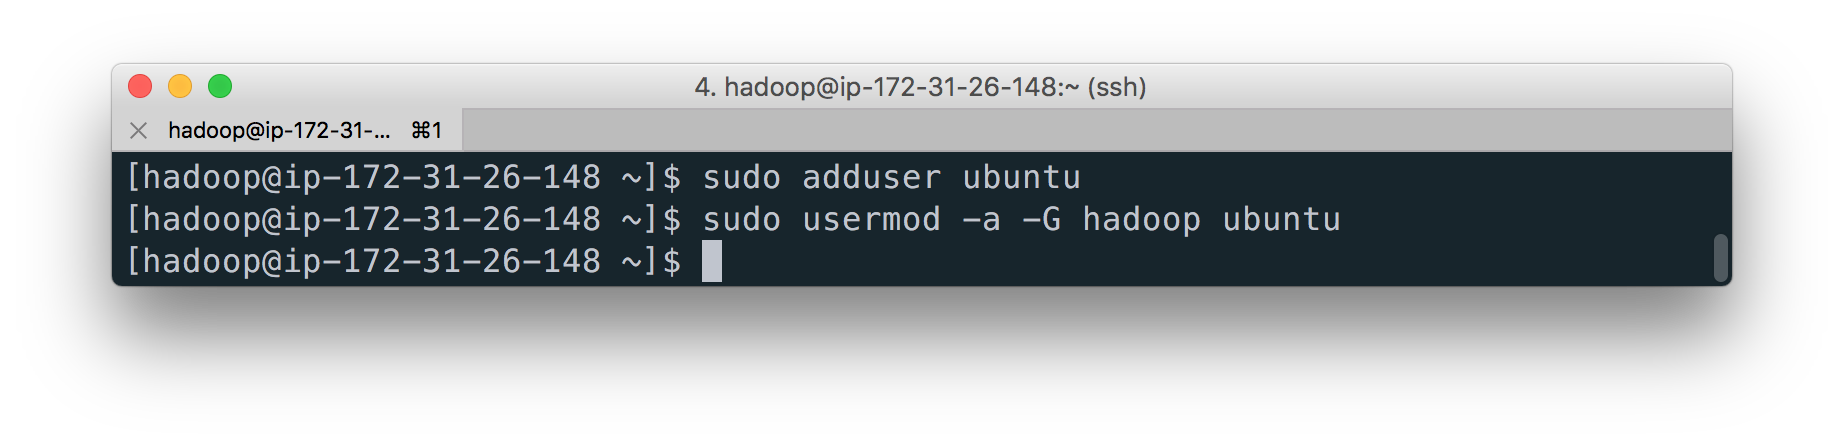 4. hadoop@ip-172-31-26-148:~ (ssh)
hadoop@ip-172-31-... ⌘1
[hadoop@ip-172-31-26-148 ~]$ sudo adduser ubuntu
[hadoop@ip-172-31-26-148 ~]$ sudo usermod -a -G hadoop ubuntu
[hadoop@ip-172-31-26-148 ~]$